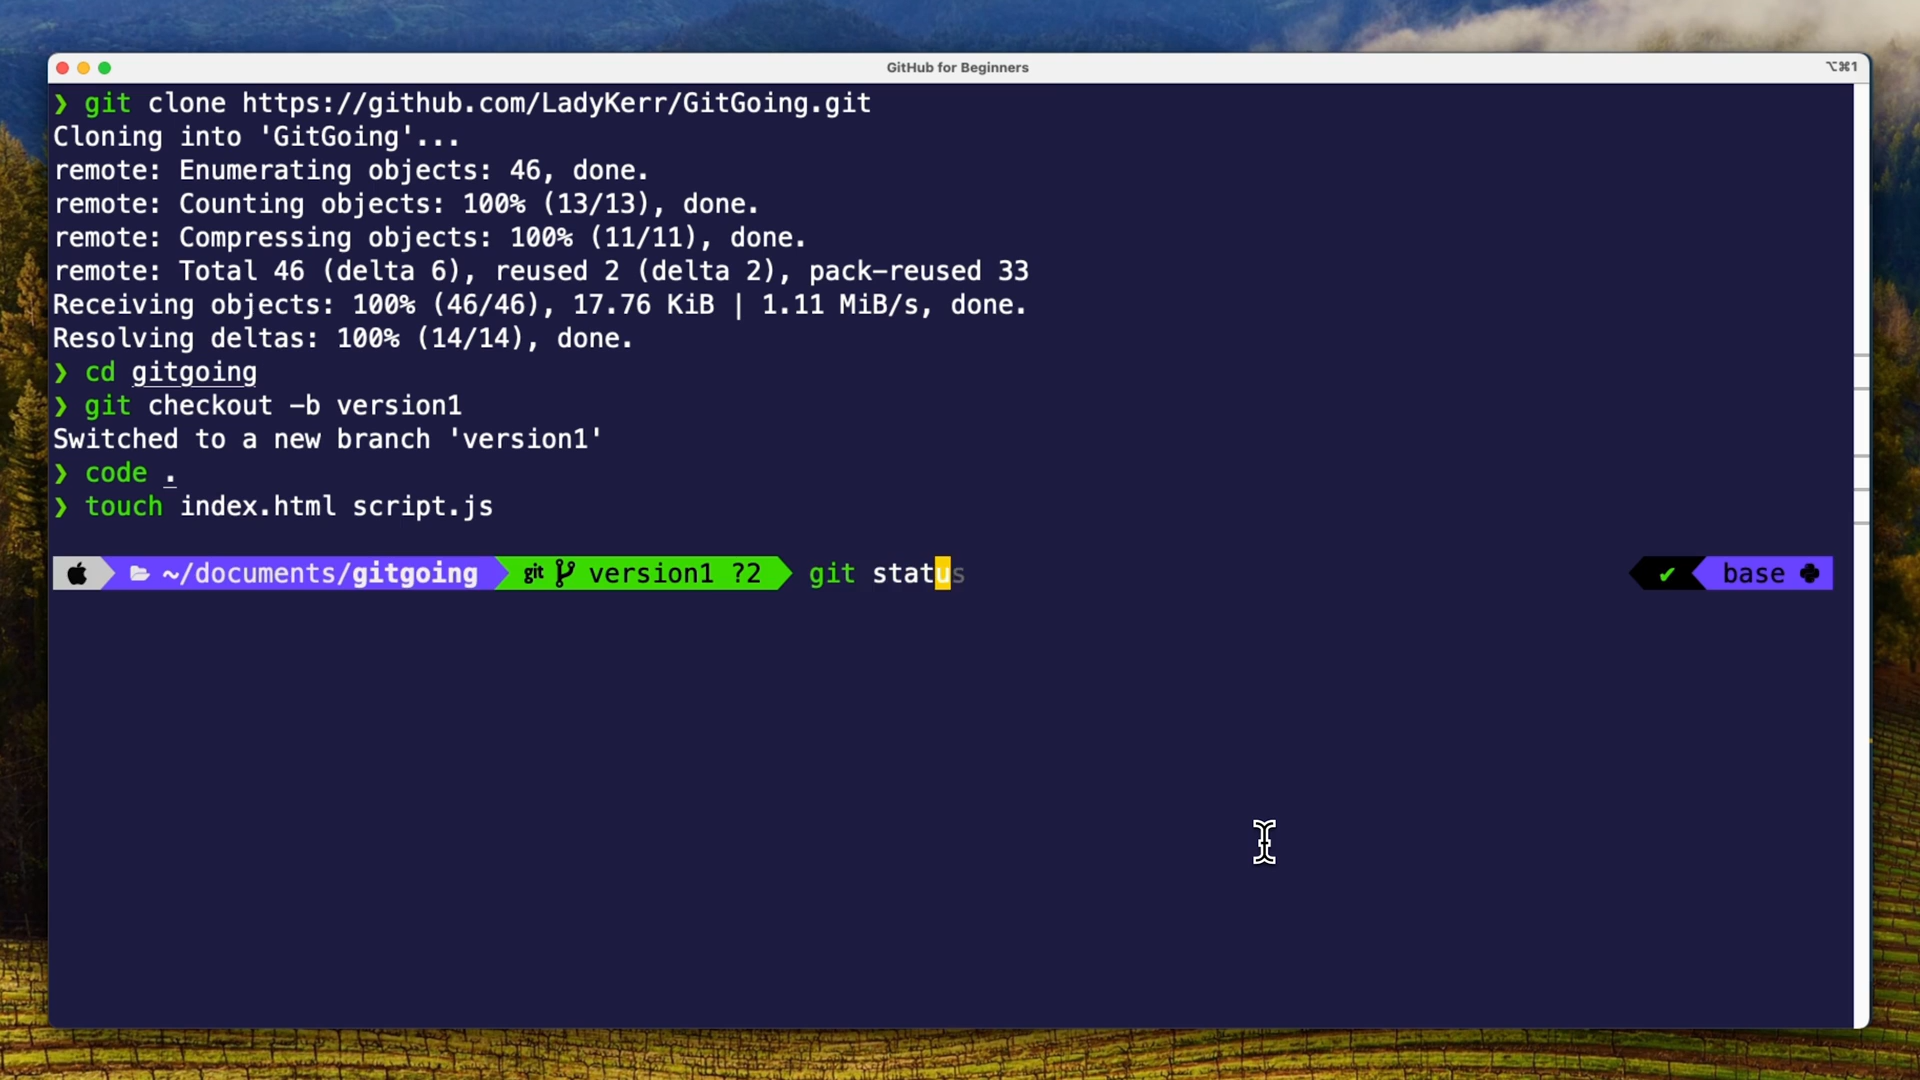 GitHub for Beginners
⌥⌘1
❯ git clone https://github.com/LadyKerr/GitGoing.git
Cloning into 'GitGoing'...
remote: Enumerating objects: 46, done.
remote: Counting objects: 100% (13/13), done.
remote: Compressing objects: 100% (11/11), done.
remote: Total 46 (delta 6), reused 2 (delta 2), pack-reused 33
Receiving objects: 100% (46/46), 17.76 KiB | 1.11 MiB/s, done.
Resolving deltas: 100% (14/14), done.
❯ cd gitgoing
❯ git checkout -b version1
Switched to a new branch 'version1'
❯ code .
❯ touch index.html script.js
~/documents/gitgoing git version1 ?2 git status ✔ base